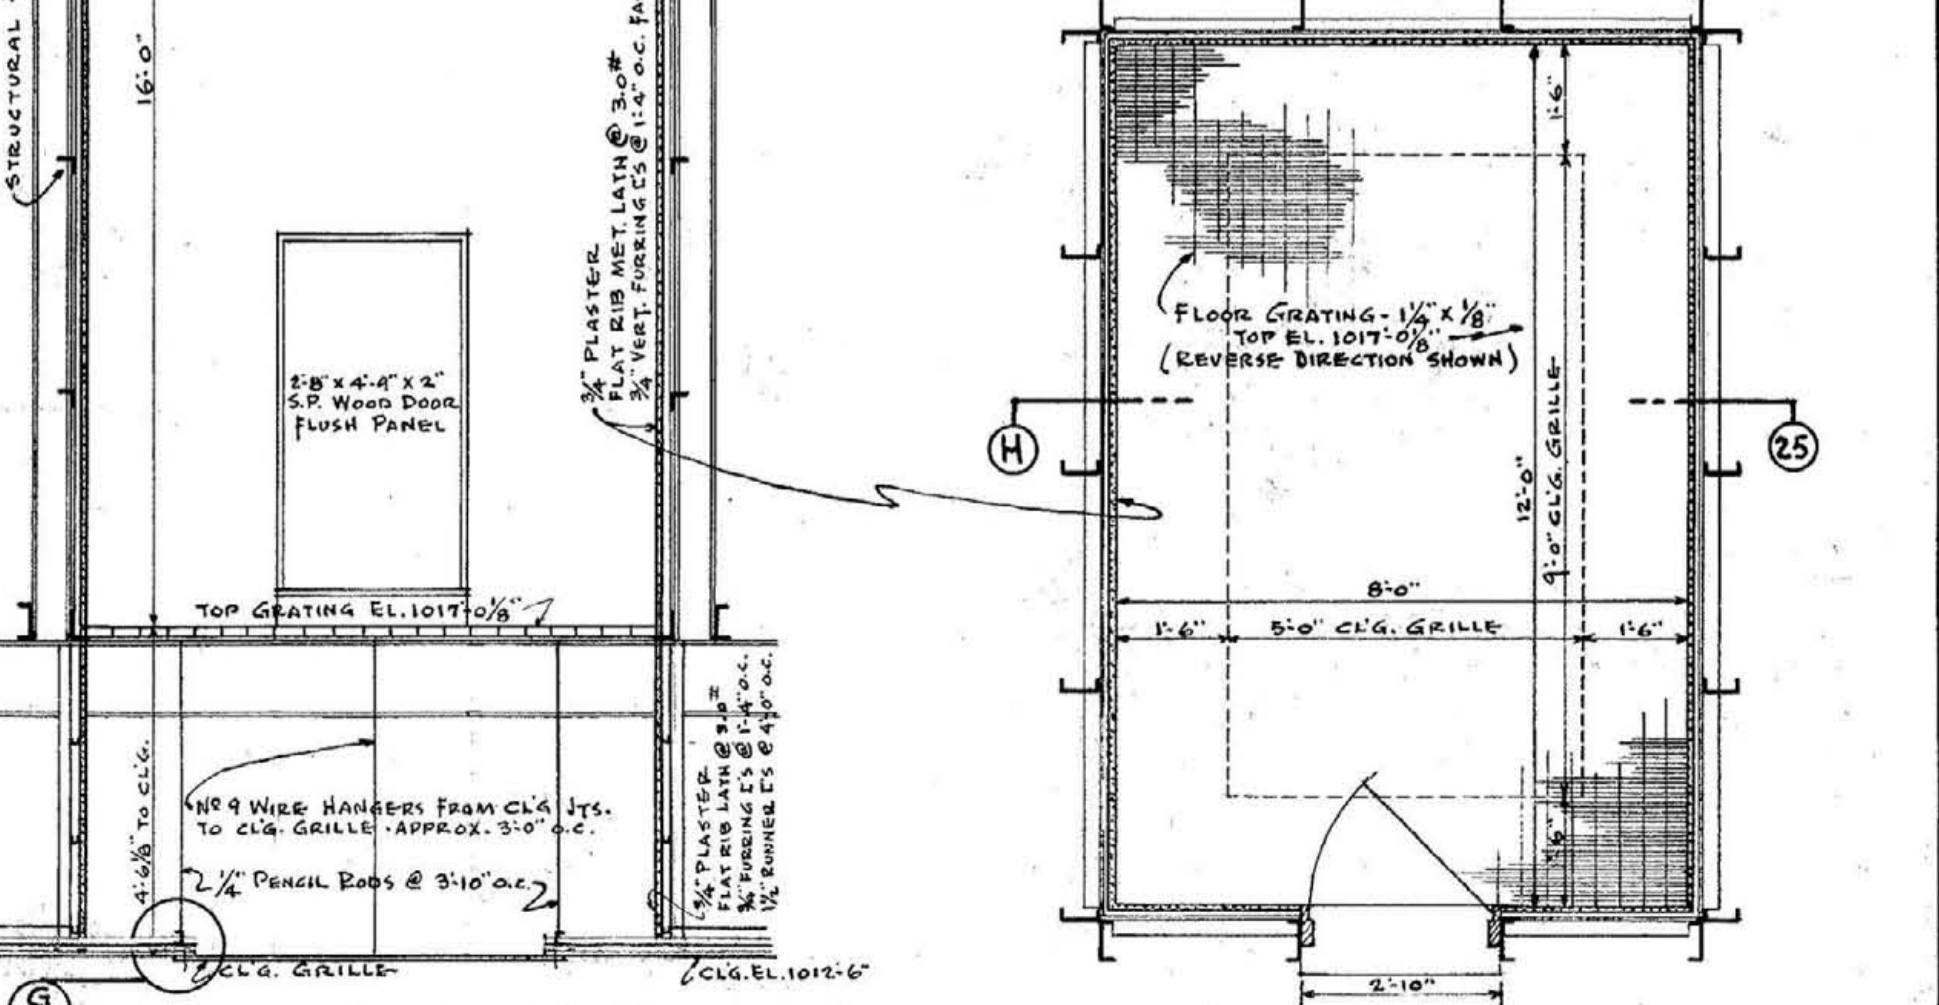 STRUCTURAL
16'-0"
3/4" PLASTER
FLAT RIB MET. LATH @ 3.0#
3/4" VERT. FURRING C'S @ 1'-4" O.C. FA
2'-8" X 4'-9" X 2"
S.P. WOOD DOOR
FLUSH PANEL
TOP GRATING EL. 1017'-0 1/8"
4'-6 1/8" TO CL'G.
Nº 9 WIRE HANGERS FROM CL'G JTS.
TO CL'G. GRILLE - APPROX. 3'-0" O.C.
1/4" PENCIL RODS @ 3'-10" O.C.
3/4" PLASTER
FLAT RIB LATH @ 3.0#
3/4" FURRING C'S @ 1'-4" O.C.
1 1/2" RUNNER C'S @ 4'-0" O.C.
CL'G. GRILLE
CL'G. EL. 1012'-6"
G
1'-6"
FLOOR GRATING - 1 1/4" X 1/8"
TOP EL. 1017'-0 1/8"
(REVERSE DIRECTION SHOWN)
H
25
12'-0"
9'-0" CL'G. GRILLE
8'-0"
1'-6"
5'-0" CL'G. GRILLE
1'-6"
2'-10"